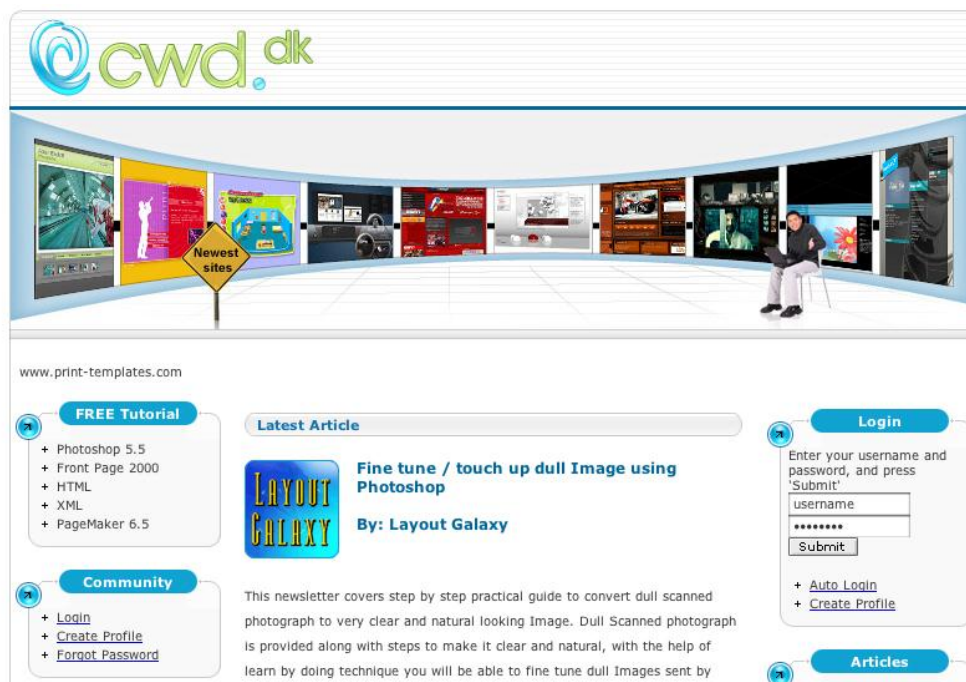 cwd.dk
Newest
sites
www.print-templates.com
FREE Tutorial
+ Photoshop 5.5
+ Front Page 2000
+ HTML
+ XML
+ PageMaker 6.5
Community
+ Login
+ Create Profile
+ Forgot Password
Latest Article
LAYOUT
GALAXY
Fine tune / touch up dull Image using
Photoshop
By: Layout Galaxy
This newsletter covers step by step practical guide to convert dull scanned
photograph to very clear and natural looking Image. Dull Scanned photograph
is provided along with steps to make it clear and natural, with the help of
learn by doing technique you will be able to fine tune dull Images sent by
Login
Enter your username and
password, and press
'Submit'
username
••••••••
Submit
+ Auto Login
+ Create Profile
Articles